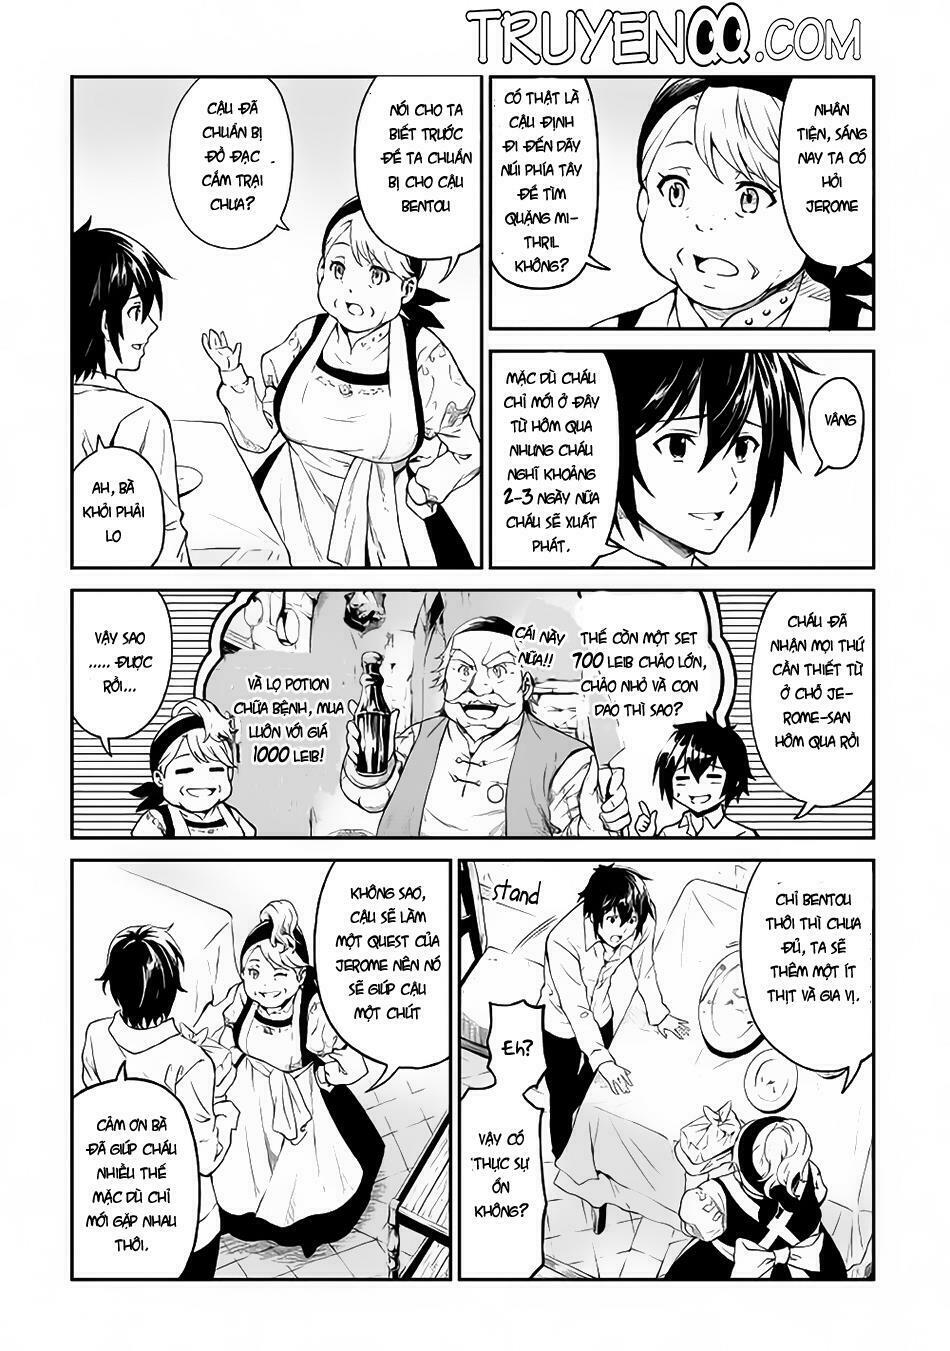 TRUYENQQ.COM
NHÂN
TIỆN, SÁNG
NAY TA CÓ
HỎI
JEROME
CÓ THẬT LÀ
CẬU ĐỊNH
ĐI ĐẾN DÃY
NÚI PHÍA TÂY
ĐỂ TÌM
QUẶNG MI-
THRIL
KHÔNG?
NÓI CHO TA
BIẾT TRƯỚC
ĐỂ TA CHUẨN
BỊ CHO CẬU
BENTOU
CẬU ĐÃ
CHUẨN BỊ
ĐỒ ĐẠC
CẮM TRẠI
CHƯA?
VÂNG
MẶC DÙ CHÁU
CHỈ MỚI Ở ĐÂY
TỪ HÔM QUA
NHƯNG CHÁU
NGHĨ KHOẢNG
2-3 NGÀY NỮA
CHÁU SẼ XUẤT
PHÁT.
AH, BÀ
KHỎI PHẢI
LO
CHÁU ĐÃ
NHẬN MỌI THỨ
CẦN THIẾT TỪ
Ở CHỖ JE-
ROME-SAN
HÔM QUA RỒI
THẾ CÒN MỘT SET
700 LEIB CHẢO LỚN,
CHẢO NHỎ VÀ CON
DAO THÌ SAO?
CÁI NÀY
NỮA!!
VÀ LỌ POTION
CHỮA BỆNH, MUA
LUÔN VỚI GIÁ
1000 LEIB!
VẬY SAO
..... ĐƯỢC
RỒI...
CHỈ BENTOU
THÔI THÌ CHƯA
ĐỦ, TA SẼ
THÊM MỘT ÍT
THỊT VÀ GIA VỊ.
stand
Eh?
VẬY CÓ
THỰC SỰ
ỔN
KHÔNG?
KHÔNG SAO,
CẬU SẼ LÀM
MỘT QUEST CỦA
JEROME NÊN NÓ
SẼ GIÚP CẬU
MỘT CHÚT
CẢM ƠN BÀ
ĐÃ GIÚP CHÁU
NHIỀU THẾ
MẶC DÙ CHỈ
MỚI GẶP NHAU
THÔI.